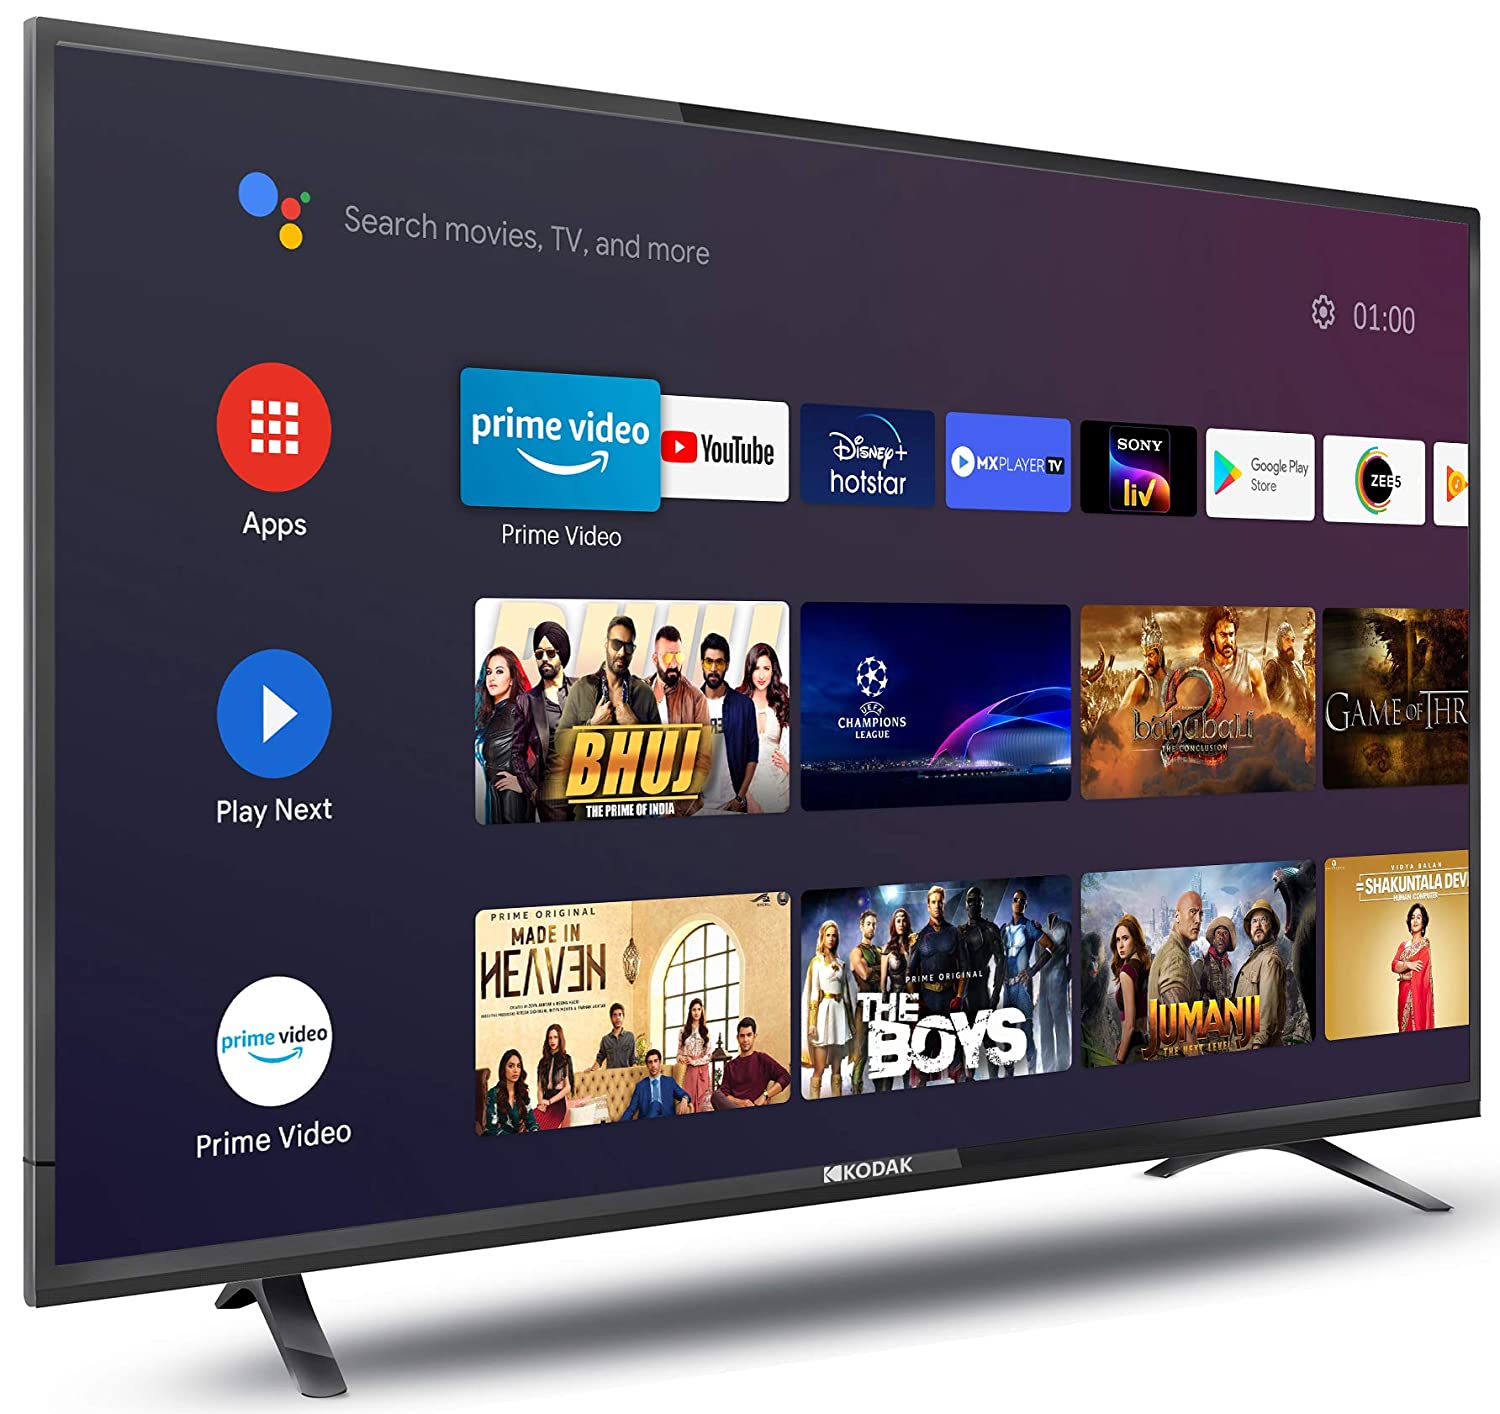 Search movies, TV, and more
01:00
Apps
prime video
YouTube
Disney+
hotstar
MXPLAYER TV
SONY
liv
Google Play
Store
ZEE5
Prime Video
Play Next
BHUJ
THE PRIME OF INDIA
UEFA
CHAMPIONS
LEAGUE
bahubali
2
THE CONCLUSION
GAME OF THR
prime video
Prime Video
PRIME ORIGINAL
MADE IN
HEAVEN
PRIME ORIGINAL
THE
BOYS
JUMANJI
THE NEXT LEVEL
VIDYA BALAN
SHAKUNTALA DEVI
HUMAN COMPUTER
KODAK